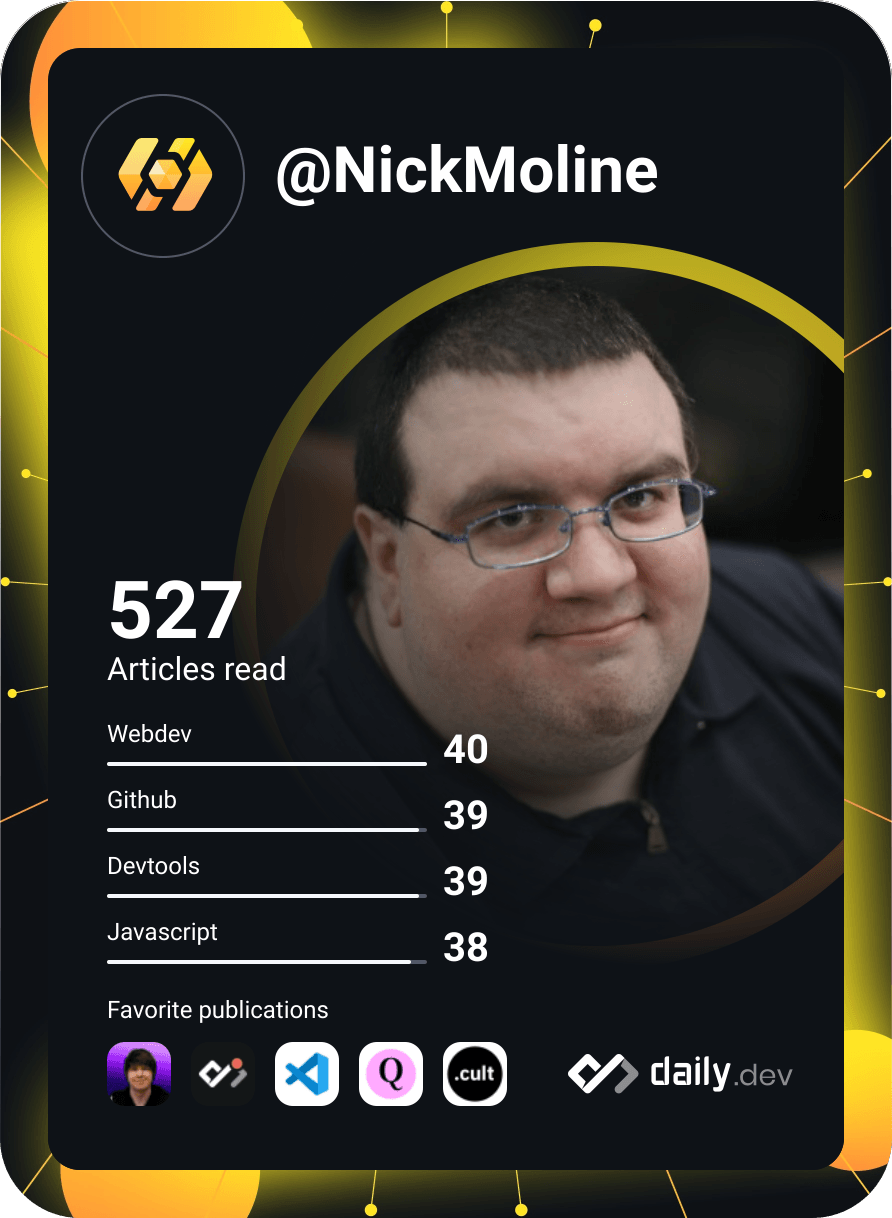 @NickMoline
527
Articles read
Webdev
40
Github
39
Devtools
39
Javascript
38
Favorite publications
Q
.cult
daily.dev